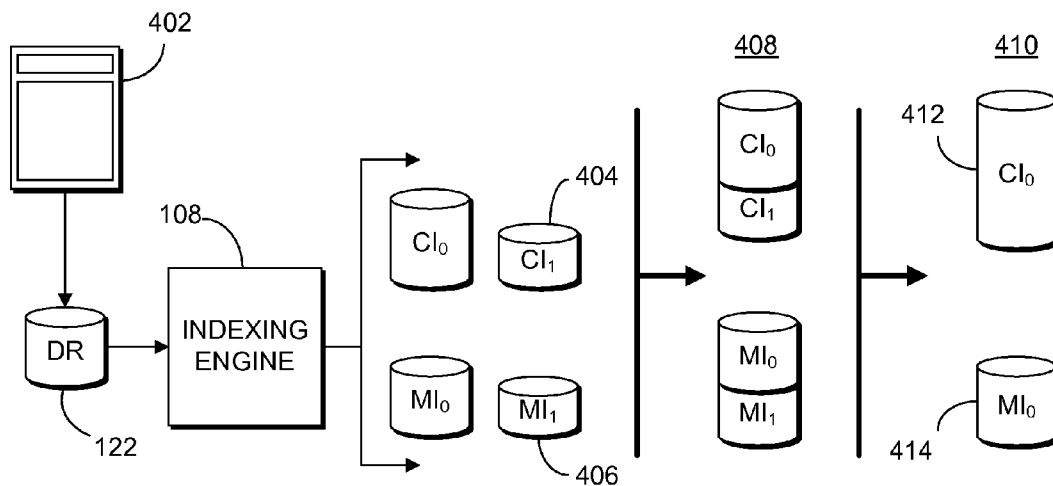 402
408
410
412
CI₀
CI₀
404
CI₁
108
CI₀
CI₁
DR
INDEXING
ENGINE
MI₀
MI₀
MI₁
MI₀
MI₁
122
406
414